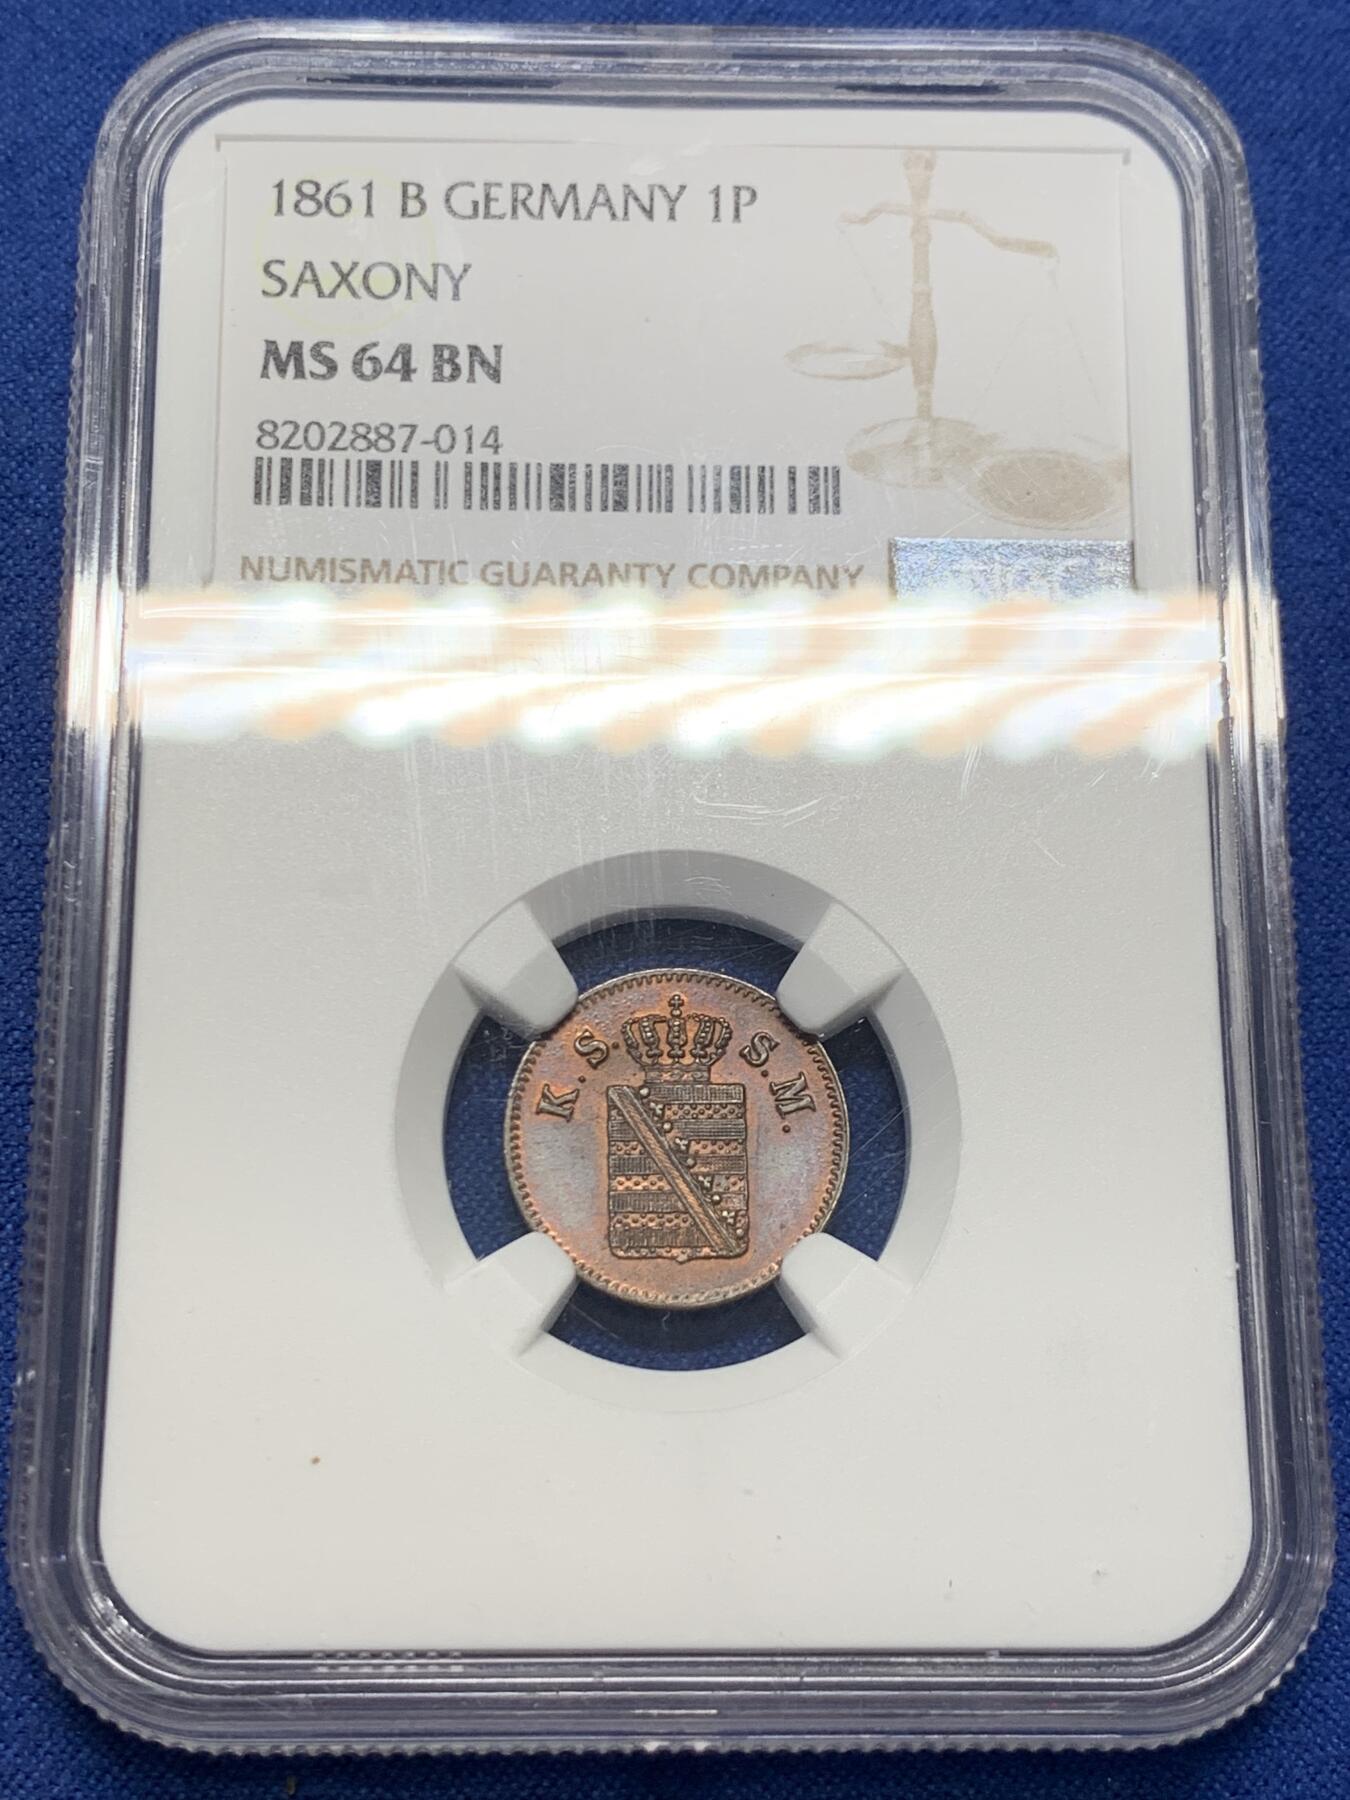 1861 B GERMANY 1P
SAXONY
MS 64 BN
8202887-014
NUMISMATIC GUARANTY COMPANY
K. S. S. M.